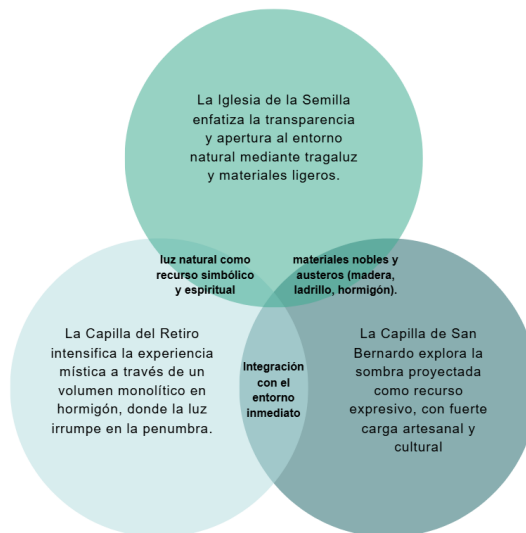 La Iglesia de la Semilla
enfatiza la transparencia
y apertura al entorno
natural mediante tragaluz
y materiales ligeros.
luz natural como
recurso simbólico
y espiritual
materiales nobles y
austeros (madera,
ladrillo, hormigón).
La Capilla del Retiro
intensifica la experiencia
mística a través de un
volumen monolítico en
hormigón, donde la luz
irrumpe en la penumbra.
Integración
con el
entorno
inmediato
La Capilla de San
Bernardo explora la
sombra proyectada
como recurso
expresivo, con fuerte
carga artesanal y
cultural